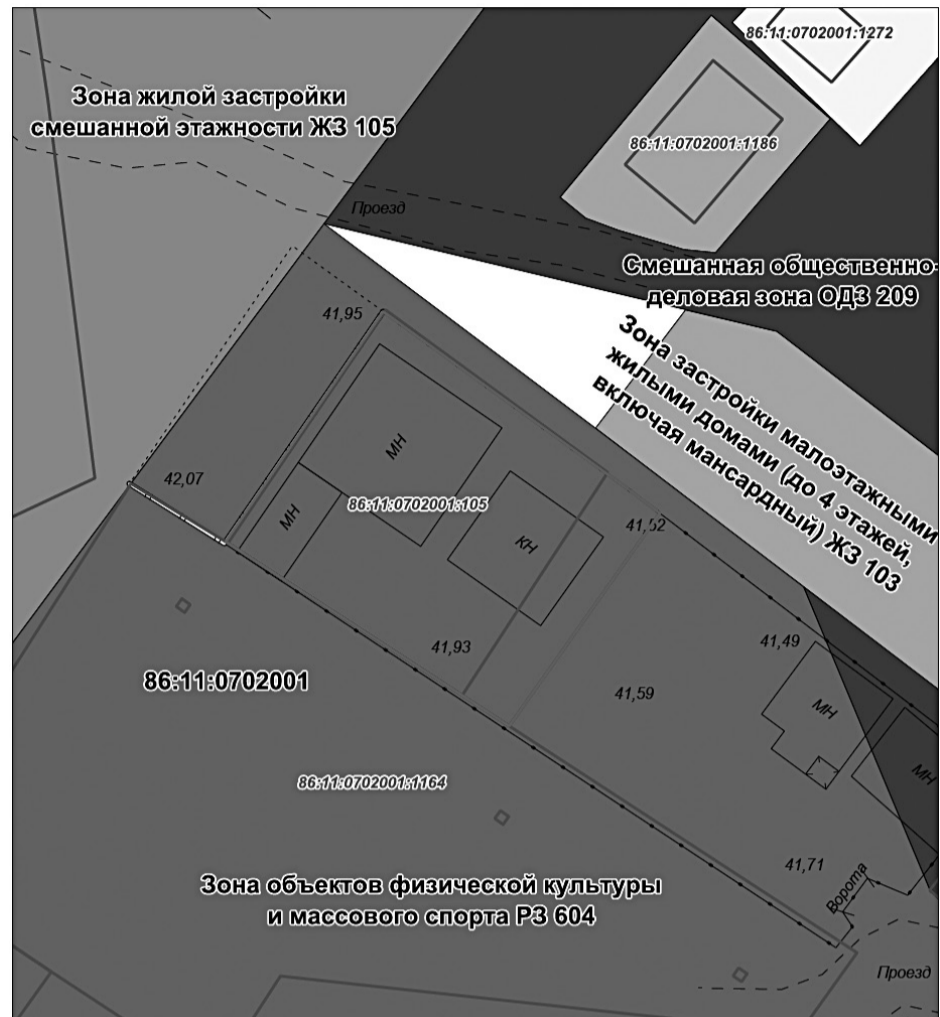 86:11:0702001:1272
Зона жилой застройки
смешанной этажности ЖЗ 105
86:11:0702001:1186
Проезд
Смешанная общественно-
деловая зона ОДЗ 209
41,95
Зона застройки малоэтажными
жилыми домами (до 4 этажей,
включая мансардный) ЖЗ 103
МН
42,07
86:11:0702001:105
МН
КН
41,52
41,93
41,49
86:11:0702001
41,59
МН
МН
86:11:0702001:1164
41,71
Ворота
Зона объектов физической культуры
и массового спорта РЗ 604
Проезд